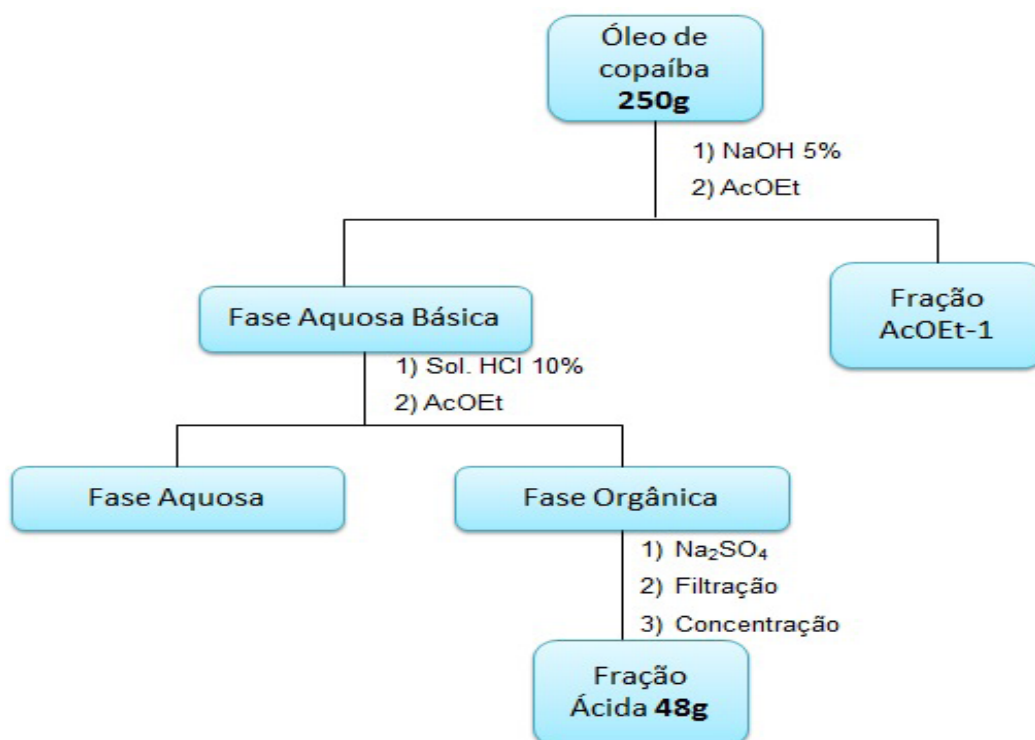 Óleo de
copaíba
250g
1) NaOH 5%
2) AcOEt
Fase Aquosa Básica
Fração
AcOEt-1
1) Sol. HCl 10%
2) AcOEt
Fase Aquosa
Fase Orgânica
1) Na₂SO₄
2) Filtração
3) Concentração
Fração
Ácida 48g